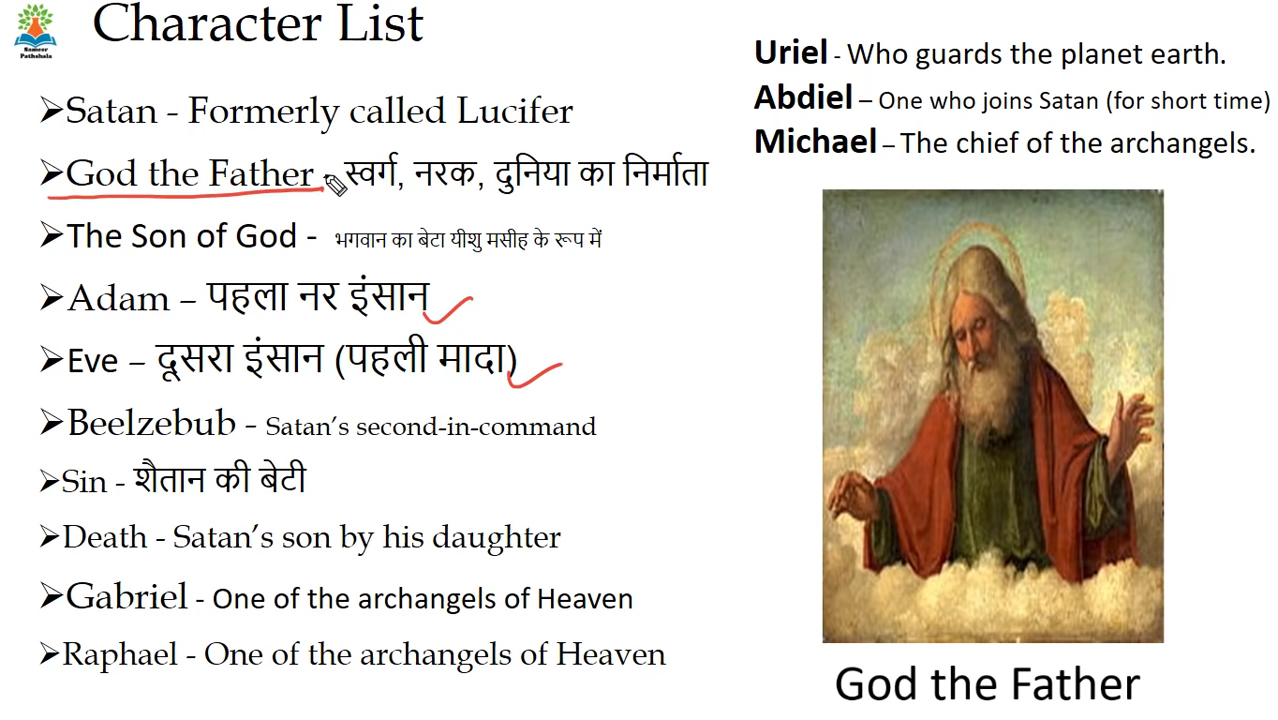 Sameer
Pathshala
Character List
➢Satan - Formerly called Lucifer
➢God the Father - स्वर्ग, नरक, दुनिया का निर्माता
➢The Son of God - भगवान का बेटा यीशु मसीह के रूप में
➢Adam – पहला नर इंसान
➢Eve – दूसरा इंसान (पहली मादा)
➢Beelzebub - Satan’s second-in-command
➢Sin - शैतान की बेटी
➢Death - Satan’s son by his daughter
➢Gabriel - One of the archangels of Heaven
➢Raphael - One of the archangels of Heaven
Uriel - Who guards the planet earth.
Abdiel – One who joins Satan (for short time)
Michael – The chief of the archangels.
God the Father